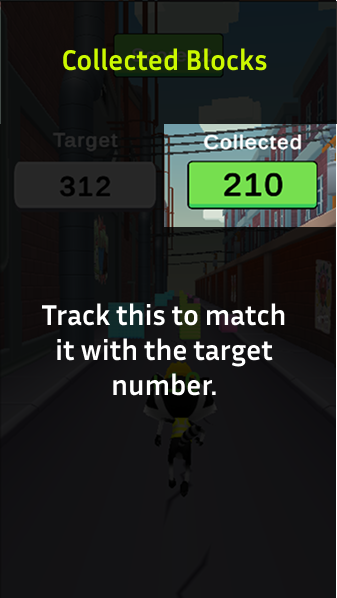 Collected Blocks
Target
Collected
312
210
Track this to match
it with the target
number.